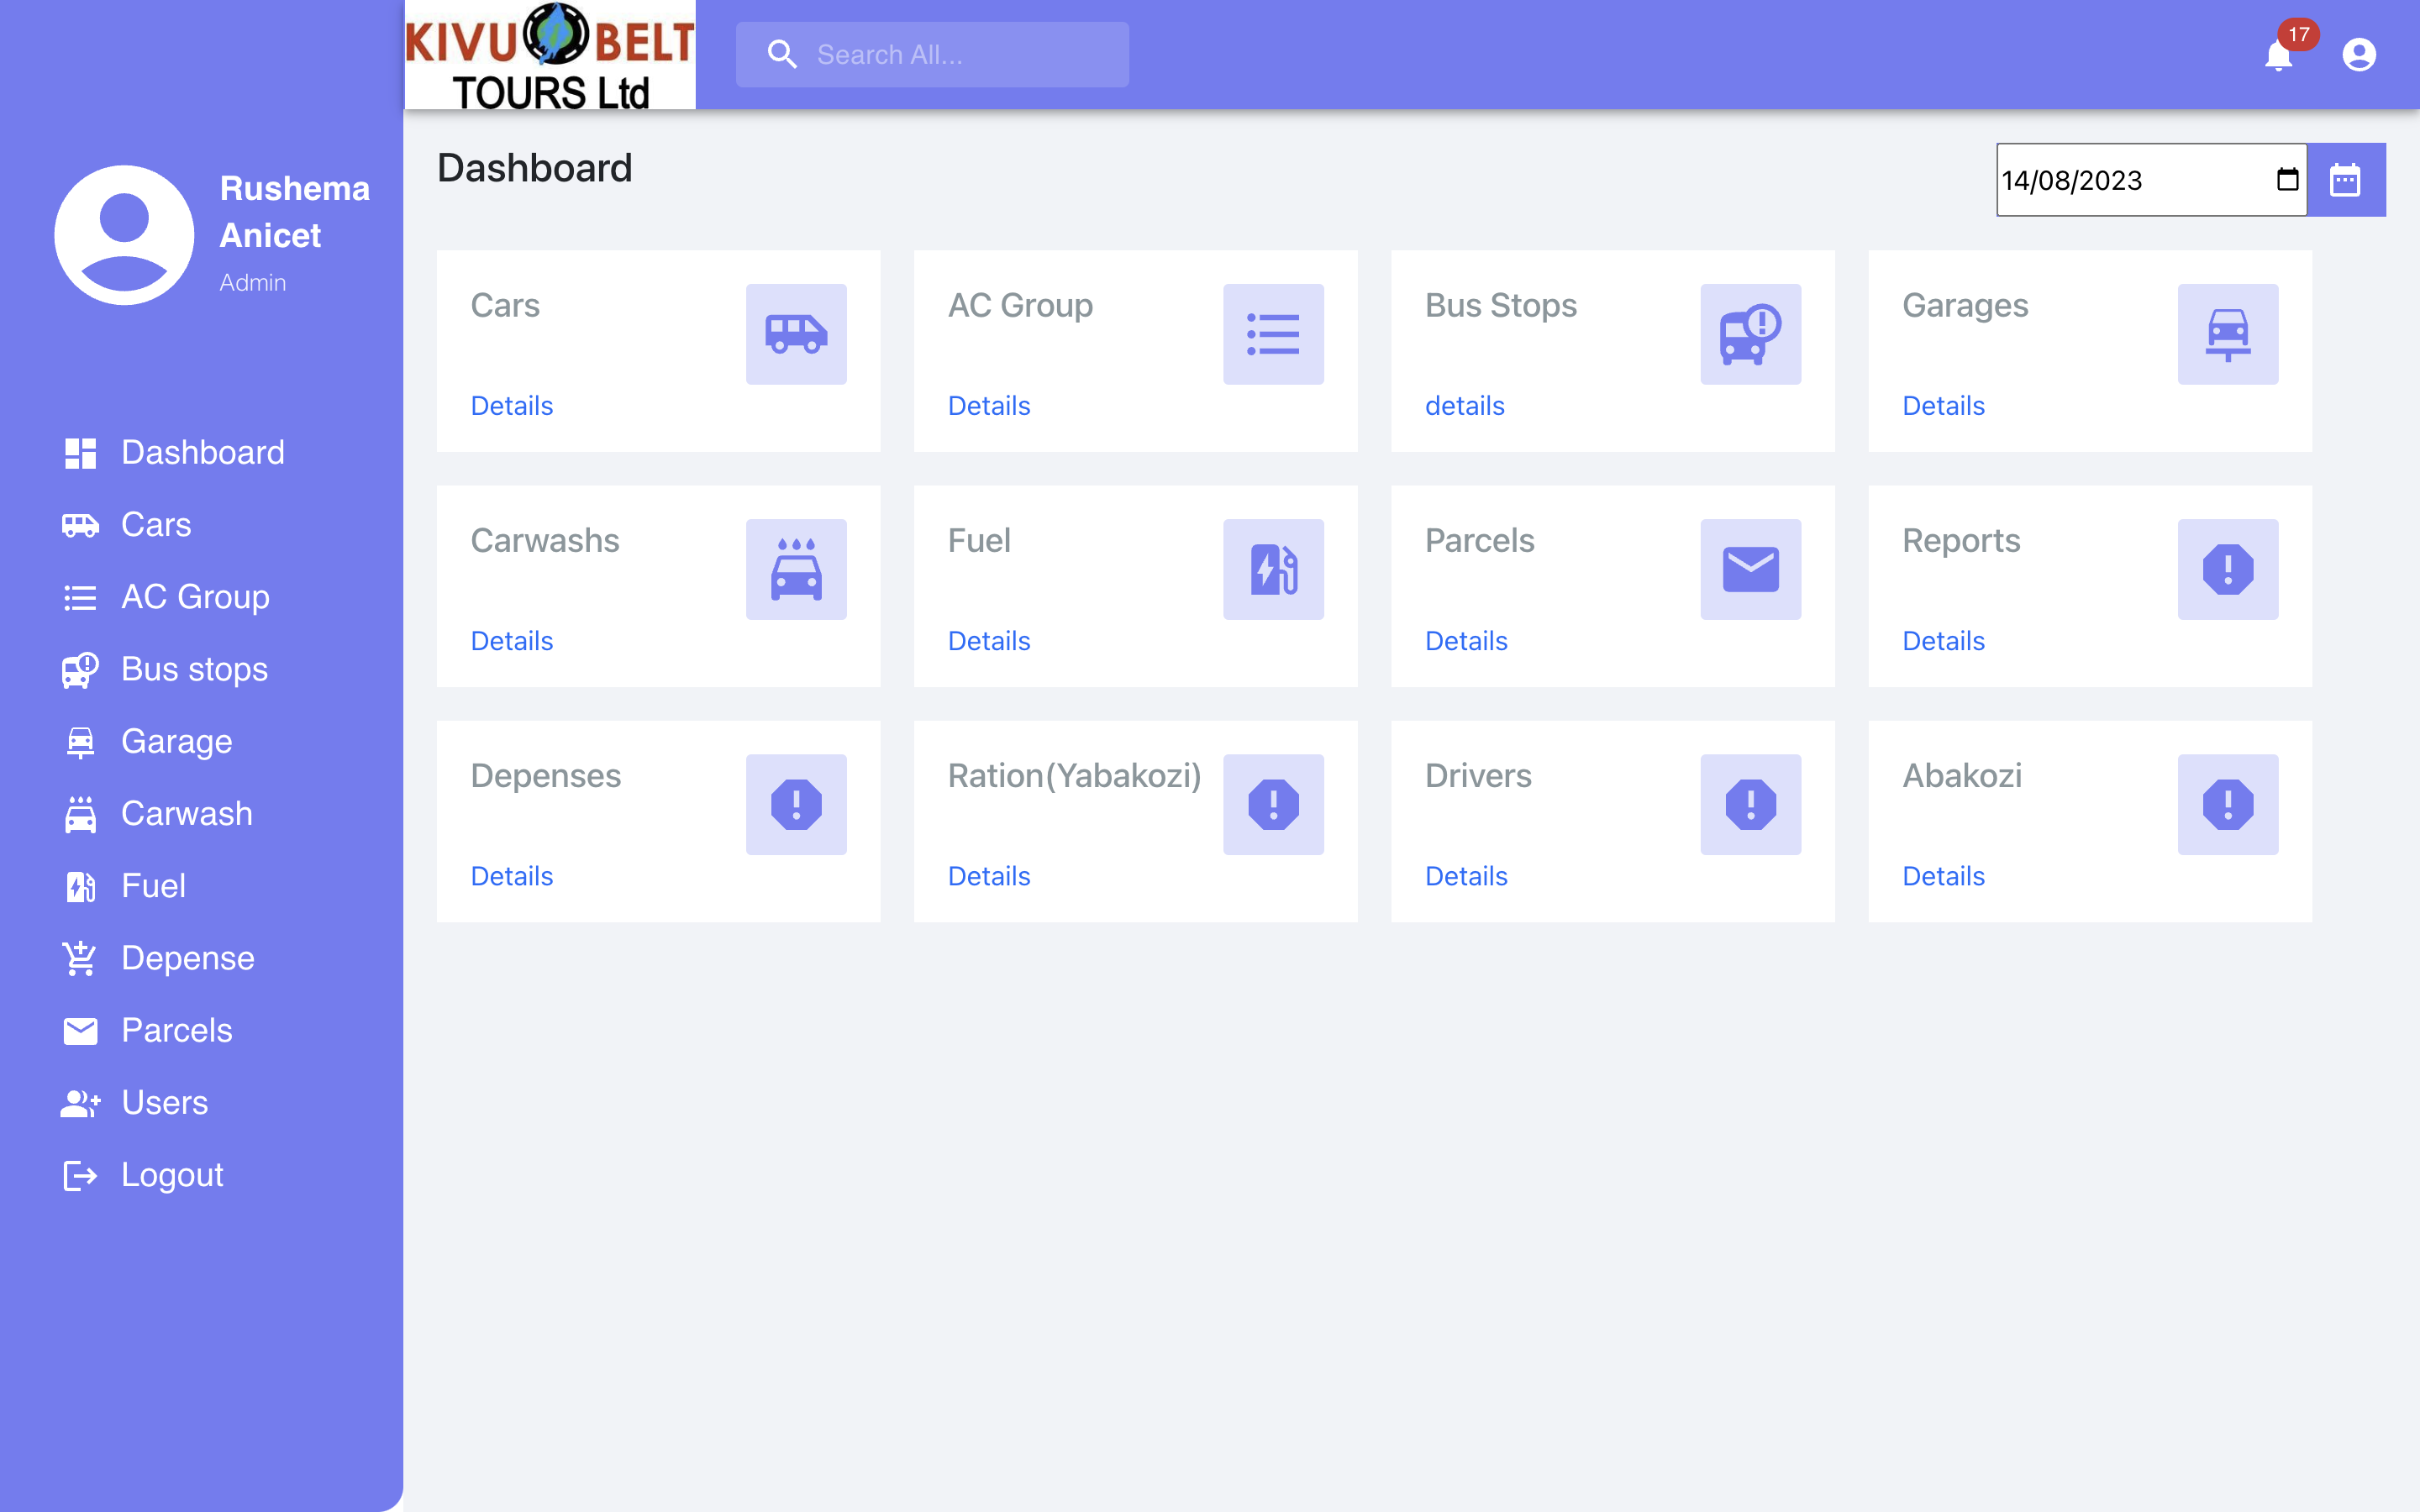 KIVU BELT
TOURS Ltd
Search All...
17
Rushema
Anicet
Admin
Dashboard
Cars
AC Group
Bus stops
Garage
Carwash
Fuel
Depense
Parcels
Users
Logout
Dashboard
14/08/2023
Cars
Details
AC Group
Details
Bus Stops
details
Garages
Details
Carwashs
Details
Fuel
Details
Parcels
Details
Reports
Details
Depenses
Details
Ration(Yabakozi)
Details
Drivers
Details
Abakozi
Details